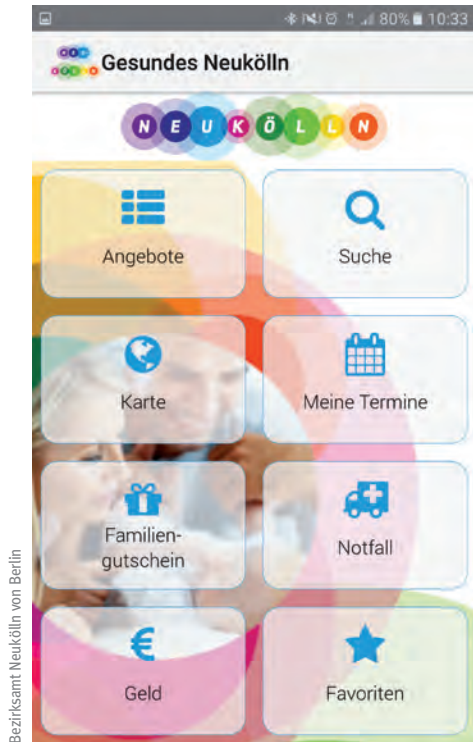 80% 10:33
Gesundes Neukölln
NEUKÖLLN
Angebote
Suche
Karte
Meine Termine
Familien-
gutschein
Notfall
€
Geld
Favoriten
Bezirksamt Neukölln von Berlin